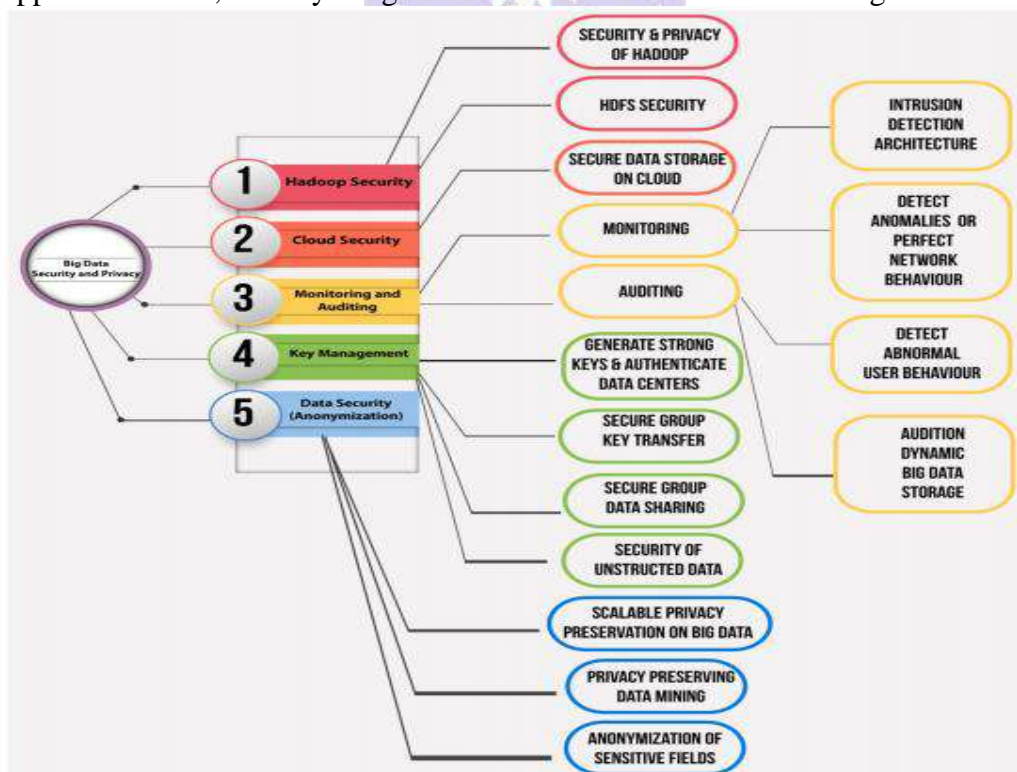 Big Data
Security and Privacy
1
Hadoop Security
2
Cloud Security
3
Monitoring and
Auditing
4
Key Management
5
Data Security
(Anonymization)
SECURITY & PRIVACY
OF HADOOP
HDFS SECURITY
SECURE DATA STORAGE
ON CLOUD
MONITORING
AUDITING
GENERATE STRONG
KEYS & AUTHENTICATE
DATA CENTERS
SECURE GROUP
KEY TRANSFER
SECURE GROUP
DATA SHARING
SECURITY OF
UNSTRUCTED DATA
SCALABLE PRIVACY
PRESERVATION ON BIG DATA
PRIVACY PRESERVING
DATA MINING
ANONYMIZATION OF
SENSITIVE FIELDS
INTRUSION
DETECTION
ARCHITECTURE
DETECT
ANOMALIES OR
PERFECT
NETWORK
BEHAVIOUR
DETECT
ABNORMAL
USER BEHAVIOUR
AUDITION
DYNAMIC
BIG DATA
STORAGE